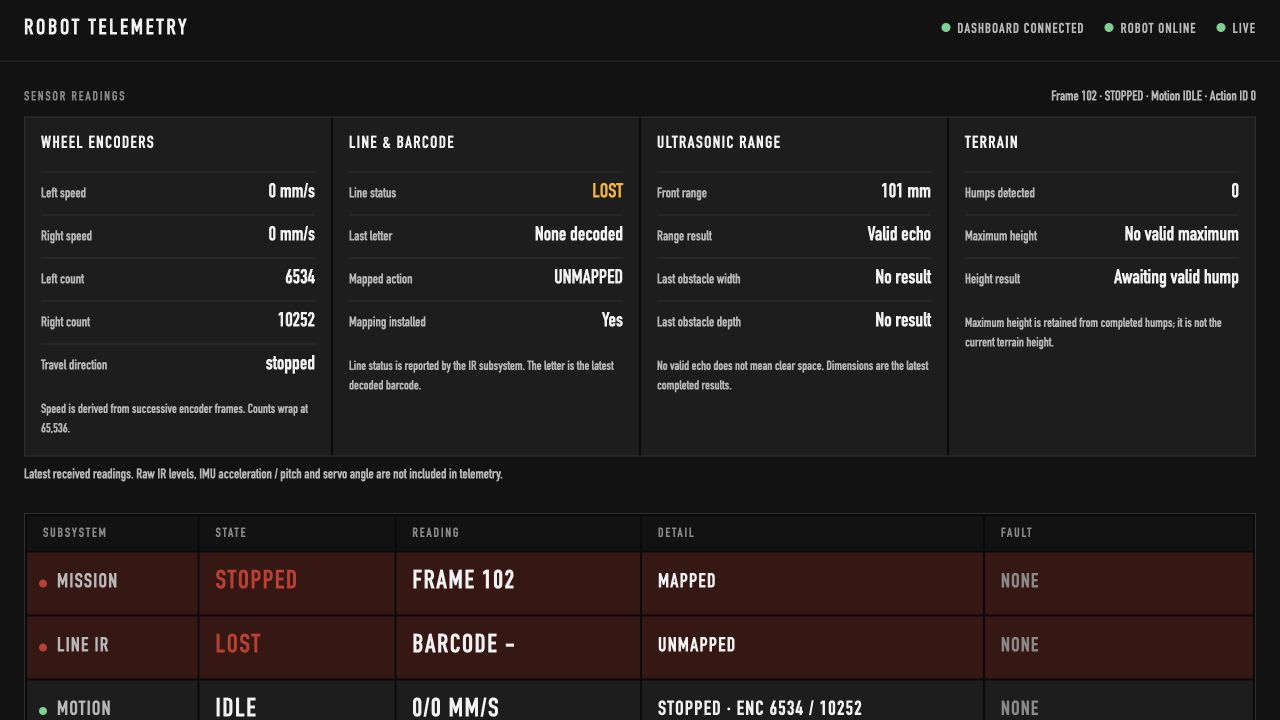 ROBOT TELEMETRY
DASHBOARD CONNECTED
ROBOT ONLINE
LIVE
SENSOR READINGS
Frame 102 · STOPPED · Motion IDLE · Action ID 0
WHEEL ENCODERS
Left speed 0 mm/s
Right speed 0 mm/s
Left count 6534
Right count 10252
Travel direction stopped
Speed is derived from successive encoder frames. Counts wrap at
65,536.
LINE & BARCODE
Line status LOST
Last letter None decoded
Mapped action UNMAPPED
Mapping installed Yes
Line status is reported by the IR subsystem. The letter is the latest
decoded barcode.
ULTRASONIC RANGE
Front range 101 mm
Range result Valid echo
Last obstacle width No result
Last obstacle depth No result
No valid echo does not mean clear space. Dimensions are the latest
completed results.
TERRAIN
Humps detected 0
Maximum height No valid maximum
Height result Awaiting valid hump
Maximum height is retained from completed humps; it is not the
current terrain height.
Latest received readings. Raw IR levels, IMU acceleration / pitch and servo angle are not included in telemetry.
SUBSYSTEM STATE READING DETAIL FAULT
MISSION STOPPED FRAME 102 MAPPED NONE
LINE IR LOST BARCODE – UNMAPPED NONE
MOTION IDLE 0/0 MM/S STOPPED · ENC 6534 / 10252 NONE